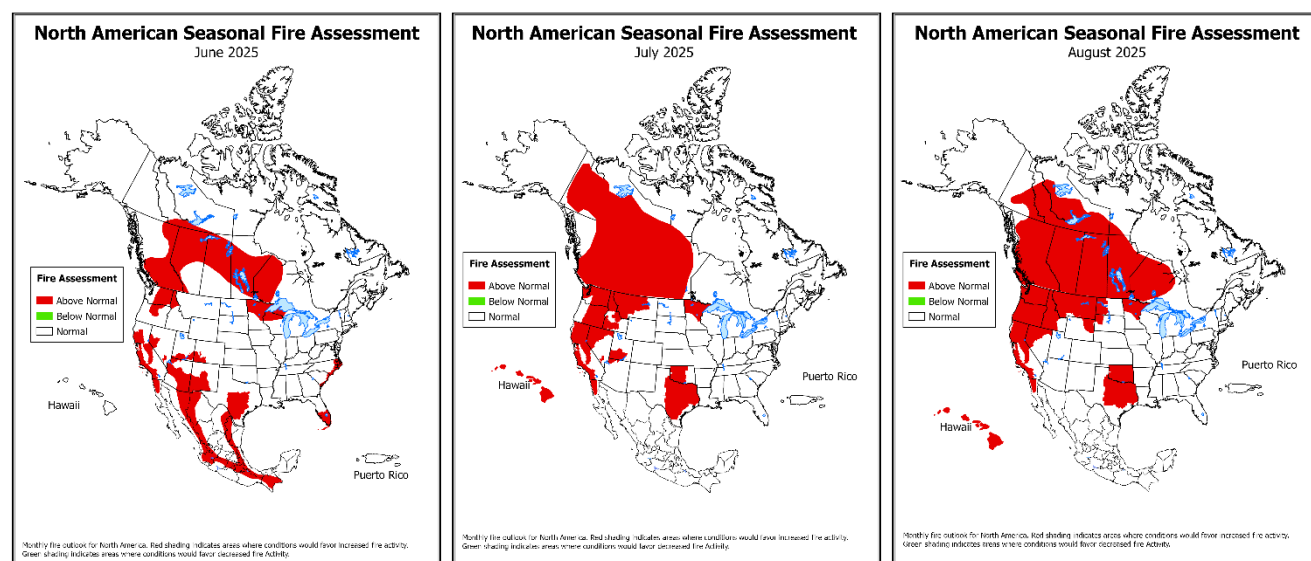 North American Seasonal Fire Assessment
June 2025
Fire Assessment
Above Normal
Below Normal
Normal
Hawaii
Puerto Rico
Monthly fire outlook for North America. Red shading indicates areas where conditions would favor increased fire activity.
Green shading indicates areas where conditions would favor decreased fire Activity.
North American Seasonal Fire Assessment
July 2025
Fire Assessment
Above Normal
Below Normal
Normal
Puerto Rico
Hawaii
Monthly fire outlook for North America. Red shading indicates areas where conditions would favor increased fire activity.
Green shading indicates areas where conditions would favor decreased fire Activity.
North American Seasonal Fire Assessment
August 2025
Fire Assessment
Above Normal
Below Normal
Normal
Puerto Rico
Hawaii
Monthly fire outlook for North America. Red shading indicates areas where conditions would favor increased fire activity.
Green shading indicates areas where conditions would favor decreased fire Activity.